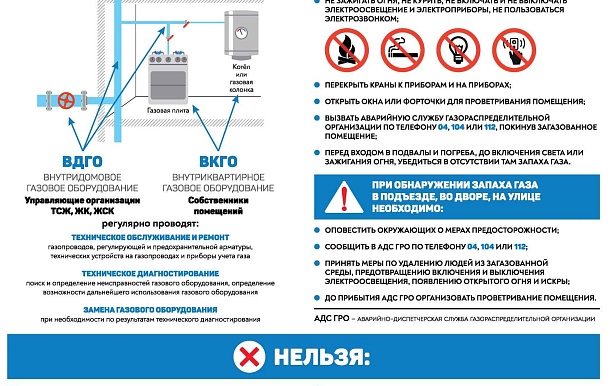 Котёл
или
газовая
колонка
Газовая плита
ВДГО
ВНУТРИДОМОВОЕ
ГАЗОВОЕ ОБОРУДОВАНИЕ
Управляющие организации
ТСЖ, ЖК, ЖСК
ВКГО
ВНУТРИКВАРТИРНОЕ
ГАЗОВОЕ ОБОРУДОВАНИЕ
Собственники
помещений
регулярно проводят:
ТЕХНИЧЕСКОЕ ОБСЛУЖИВАНИЕ И РЕМОНТ
газопроводов, регулирующей и предохранительной арматуры,
технических устройств на газопроводах и приборы учета газа
ТЕХНИЧЕСКОЕ ДИАГНОСТИРОВАНИЕ
поиск и определение неисправностей газового оборудования, определение
возможности дальнейшего использования газового оборудования
ЗАМЕНА ГАЗОВОГО ОБОРУДОВАНИЯ
при необходимости по результатам технического диагностирования
• НЕ ЗАЖИГАТЬ ОГНЯ, НЕ КУРИТЬ, НЕ ВКЛЮЧАТЬ И НЕ ВЫКЛЮЧАТЬ
ЭЛЕКТРООСВЕЩЕНИЕ И ЭЛЕКТРОПРИБОРЫ, НЕ ПОЛЬЗОВАТЬСЯ
ЭЛЕКТРОЗВОНКОМ;
• ПЕРЕКРЫТЬ КРАНЫ К ПРИБОРАМ И НА ПРИБОРАХ;
• ОТКРЫТЬ ОКНА ИЛИ ФОРТОЧКИ ДЛЯ ПРОВЕТРИВАНИЯ ПОМЕЩЕНИЯ;
• ВЫЗВАТЬ АВАРИЙНУЮ СЛУЖБУ ГАЗОРАСПРЕДЕЛИТЕЛЬНОЙ
ОРГАНИЗАЦИИ ПО ТЕЛЕФОНУ 04, 104 ИЛИ 112, ПОКИНУВ ЗАГАЗОВАННОЕ
ПОМЕЩЕНИЕ;
• ПЕРЕД ВХОДОМ В ПОДВАЛЫ И ПОГРЕБА, ДО ВКЛЮЧЕНИЯ СВЕТА ИЛИ
ЗАЖИГАНИЯ ОГНЯ, УБЕДИТЬСЯ В ОТСУТСТВИИ ТАМ ЗАПАХА ГАЗА.
ПРИ ОБНАРУЖЕНИИ ЗАПАХА ГАЗА
В ПОДЪЕЗДЕ, ВО ДВОРЕ, НА УЛИЦЕ
НЕОБХОДИМО:
• ОПОВЕСТИТЬ ОКРУЖАЮЩИХ О МЕРАХ ПРЕДОСТОРОЖНОСТИ;
• СООБЩИТЬ В АДС ГРО ПО ТЕЛЕФОНУ 04, 104 ИЛИ 112;
• ПРИНЯТЬ МЕРЫ ПО УДАЛЕНИЮ ЛЮДЕЙ ИЗ ЗАГАЗОВАННОЙ
СРЕДЫ, ПРЕДОТВРАЩЕНИЮ ВКЛЮЧЕНИЯ И ВЫКЛЮЧЕНИЯ
ЭЛЕКТРООСВЕЩЕНИЯ, ПОЯВЛЕНИЮ ОТКРЫТОГО ОГНЯ И ИСКРЫ;
• ДО ПРИБЫТИЯ АДС ГРО ОРГАНИЗОВАТЬ ПРОВЕТРИВАНИЕ ПОМЕЩЕНИЯ.
АДС ГРО – АВАРИЙНО-ДИСПЕТЧЕРСКАЯ СЛУЖБА ГАЗОРАСПРЕДЕЛИТЕЛЬНОЙ ОРГАНИЗАЦИИ
НЕЛЬЗЯ: